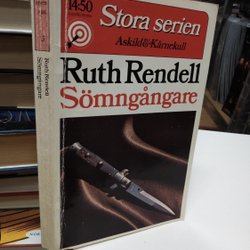 14:50
Stora serien
Askild & Kärnekull
Ruth Rendell
Sömngångare
Ruth Rendell
Sömngångare